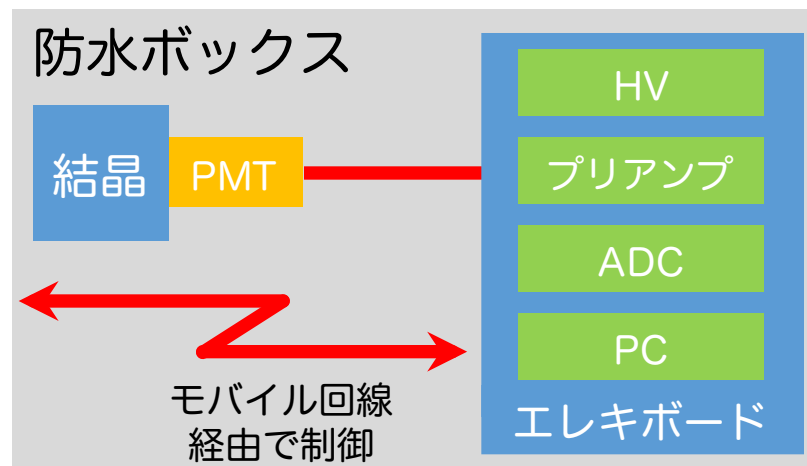 防水ボックス
結晶
PMT
HV
プリアンプ
ADC
PC
エレキボード
モバイル回線
経由で制御